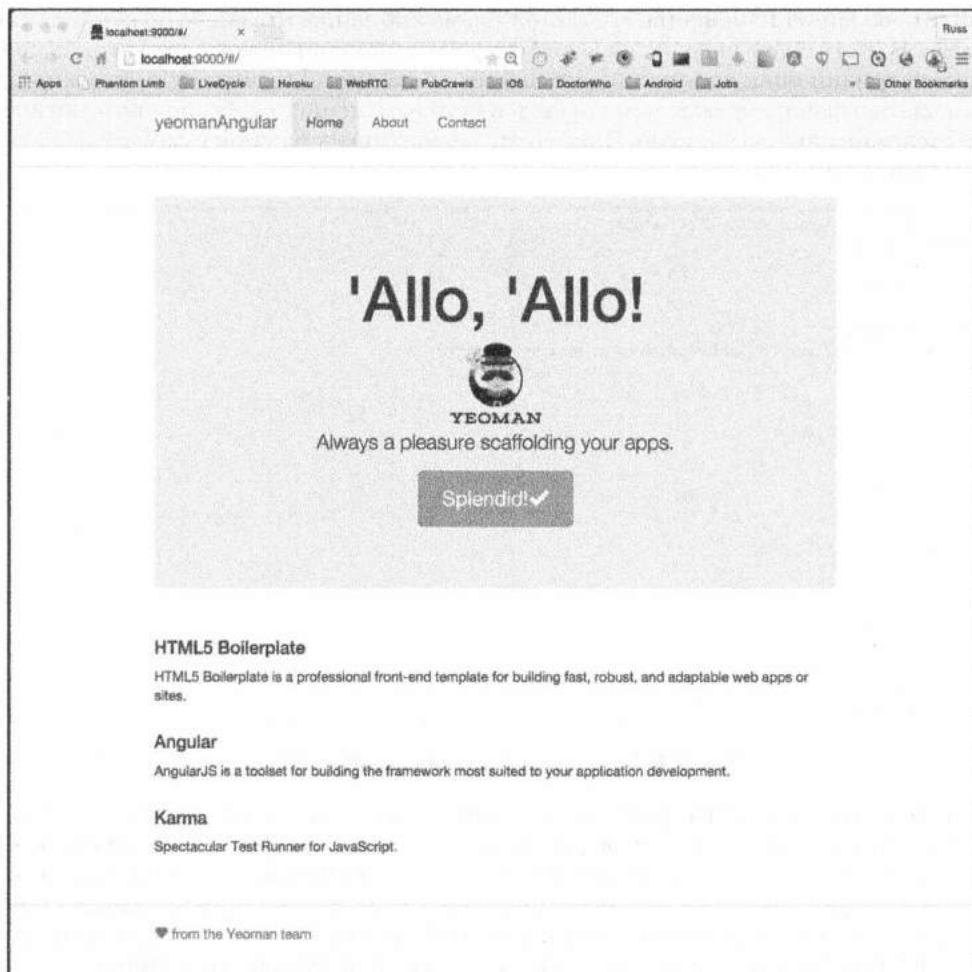 localhost:9000/#/
Russ
localhost:9000/#/
Apps Phantom Limb LiveCycle Heroku WebRTC PubCrawls iOS DoctorWho Android Jobs Other Bookmarks
yeomanAngular Home About Contact
'Allo, 'Allo!
YEOMAN
Always a pleasure scaffolding your apps.
Splendid!
HTML5 Boilerplate
HTML5 Boilerplate is a professional front-end template for building fast, robust, and adaptable web apps or
sites.
Angular
AngularJS is a toolset for building the framework most suited to your application development.
Karma
Spectacular Test Runner for JavaScript.
from the Yeoman team